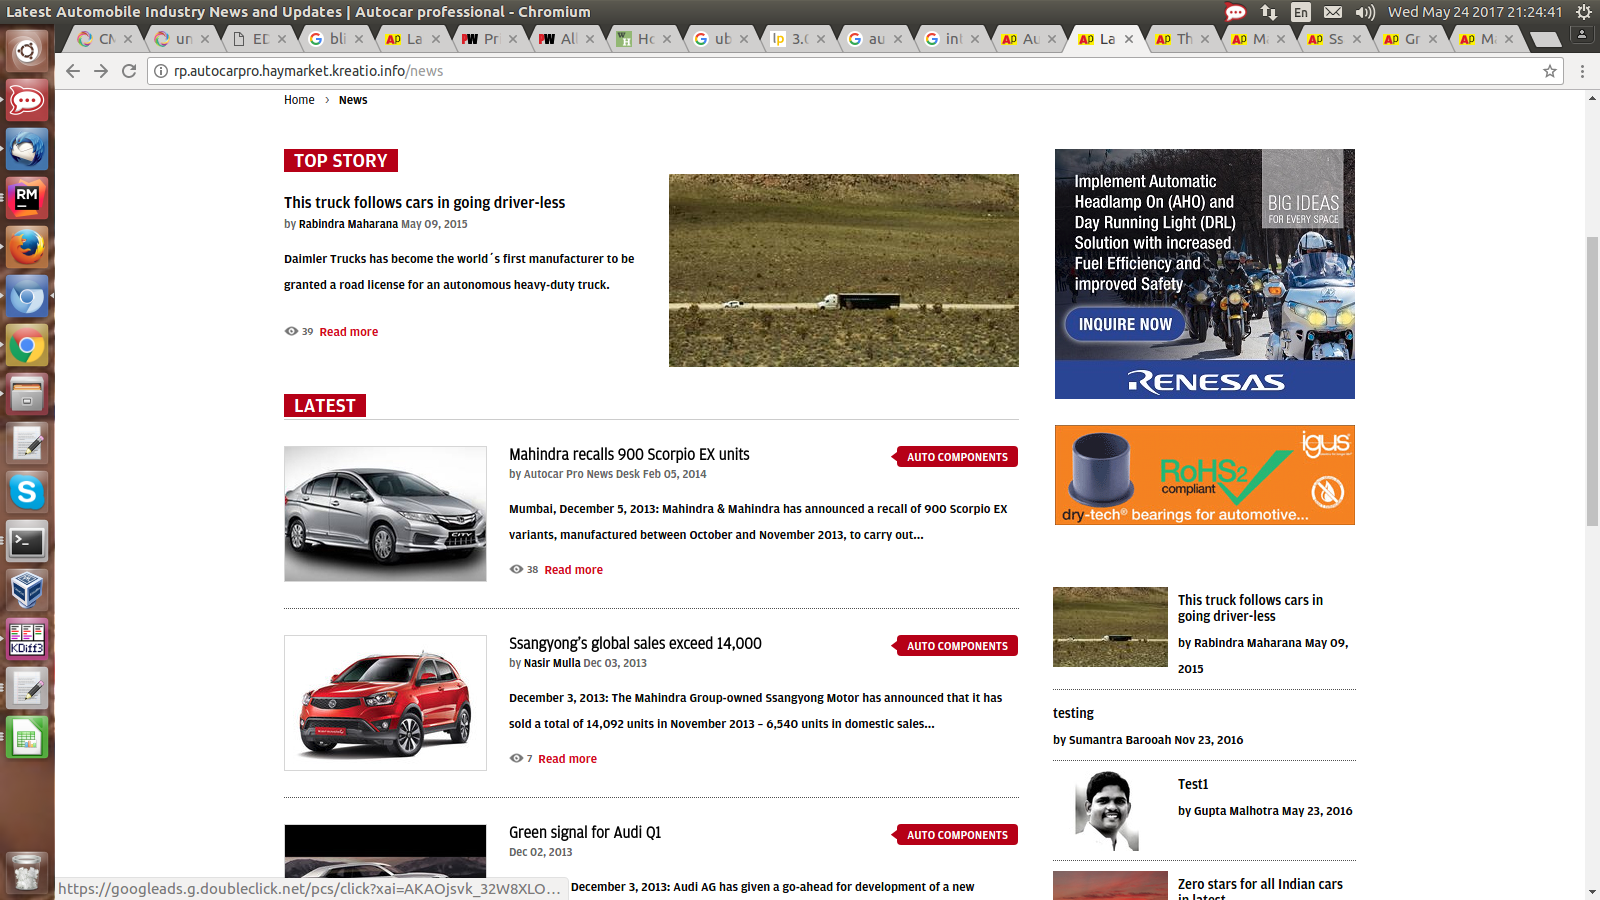 Latest Automobile Industry News and Updates | Autocar professional - Chromium
En
Wed May 24 2017 21:24:41
CM
un
ED
bli
La
Pr
All
Ho
ub
3.0
au
int
Au
La
Th
Ma
Ss
Gr
Ma
rp.autocarpro.haymarket.kreatio.info/news
Home › News
TOP STORY
This truck follows cars in going driver-less
by Rabindra Maharana May 09, 2015
Daimler Trucks has become the world´s first manufacturer to be
granted a road license for an autonomous heavy-duty truck.
39 Read more
LATEST
Mahindra recalls 900 Scorpio EX units
AUTO COMPONENTS
by Autocar Pro News Desk Feb 05, 2014
Mumbai, December 5, 2013: Mahindra & Mahindra has announced a recall of 900 Scorpio EX
variants, manufactured between October and November 2013, to carry out...
38 Read more
CITY
Ssangyong’s global sales exceed 14,000
AUTO COMPONENTS
by Nasir Mulla Dec 03, 2013
December 3, 2013: The Mahindra Group-owned Ssangyong Motor has announced that it has
sold a total of 14,092 units in November 2013 – 6,540 units in domestic sales...
7 Read more
Green signal for Audi Q1
AUTO COMPONENTS
Dec 02, 2013
December 3, 2013: Audi AG has given a go-ahead for development of a new
Implement Automatic
Headlamp On (AHO) and
Day Running Light (DRL)
Solution with increased
Fuel Efficiency and
improved Safety
BIG IDEAS
FOR EVERY SPACE
INQUIRE NOW
RENESAS
igus®
RoHS2
compliant
dry-tech® bearings for automotive...
This truck follows cars in
going driver-less
by Rabindra Maharana May 09,
2015
testing
by Sumantra Barooah Nov 23, 2016
Test1
by Gupta Malhotra May 23, 2016
Zero stars for all Indian cars
in latest
https://googleads.g.doubleclick.net/pcs/click?xai=AKAOjsvk_32W8XLO...
RM
KDiff3